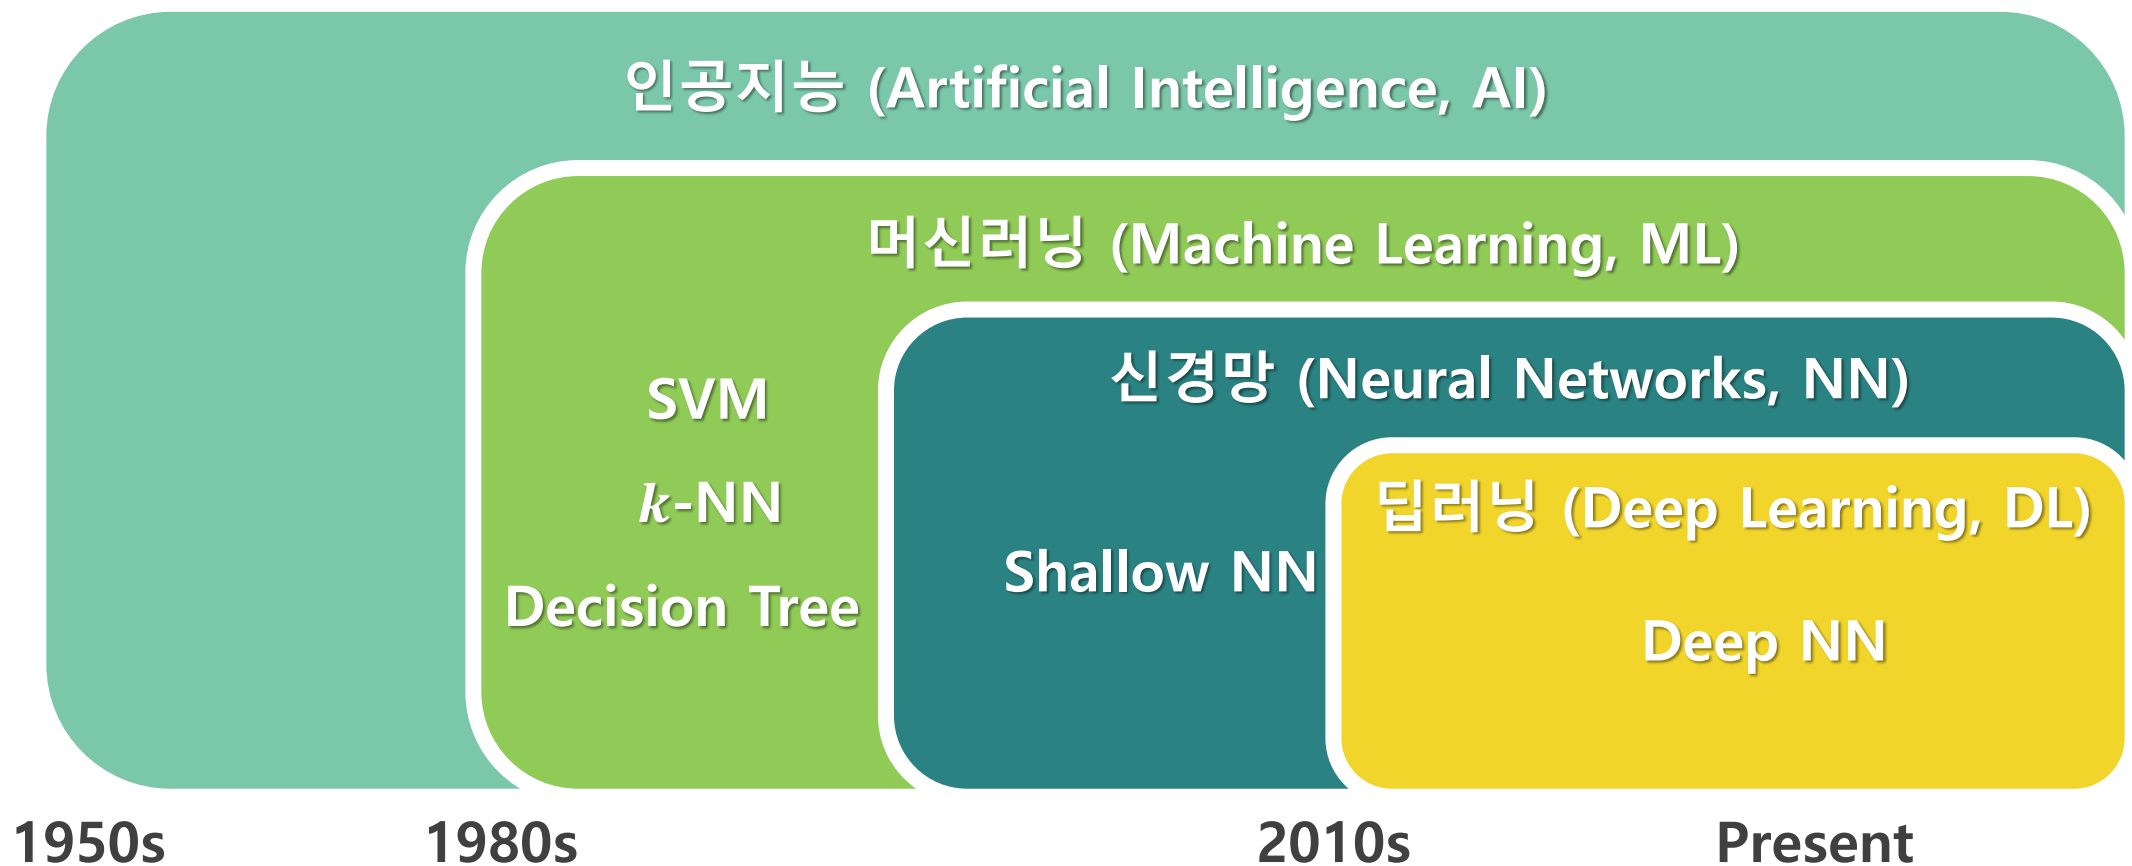 인공지능 (Artificial Intelligence, AI)
머신러닝 (Machine Learning, ML)
신경망 (Neural Networks, NN)
SVM
k-NN
Decision Tree
딥러닝 (Deep Learning, DL)
Shallow NN
Deep NN
1950s
1980s
2010s
Present